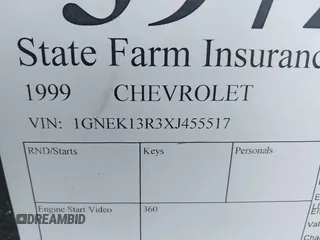 State Farm Insuranc
1999 CHEVROLET
VIN: 1GNEK13R3XJ455517
RND/Starts Keys Personals
Engine Start Video 360
DREAMBID